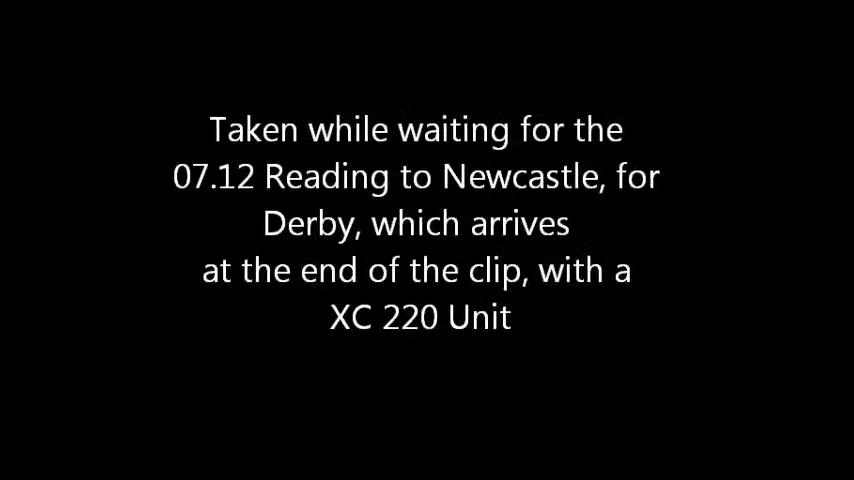 Taken while waiting for the
07.12 Reading to Newcastle, for
Derby, which arrives
at the end of the clip, with a
XC 220 Unit